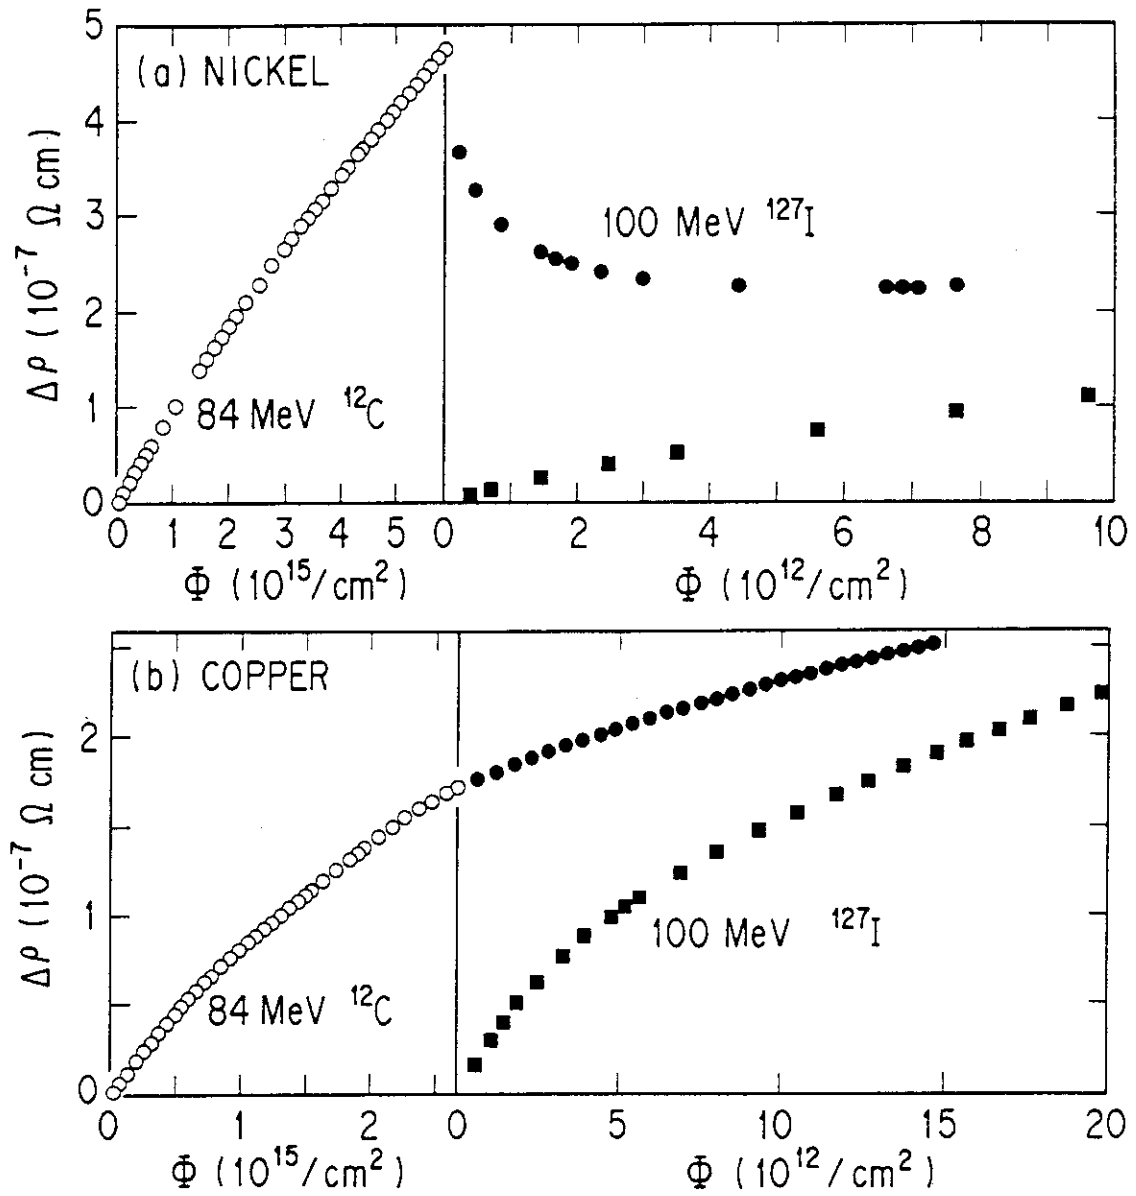 (a) NICKEL
Δρ (10⁻⁷ Ω cm)
5
4
3
2
1
0
100 MeV ¹²⁷I
84 MeV ¹²C
0 1 2 3 4 5 0 2 4 6 8 10
Φ (10¹⁵/cm²) Φ (10¹²/cm²)
(b) COPPER
Δρ (10⁻⁷ Ω cm)
2
1
0
100 MeV ¹²⁷I
84 MeV ¹²C
0 1 2 0 5 10 15 20
Φ (10¹⁵/cm²) Φ (10¹²/cm²)